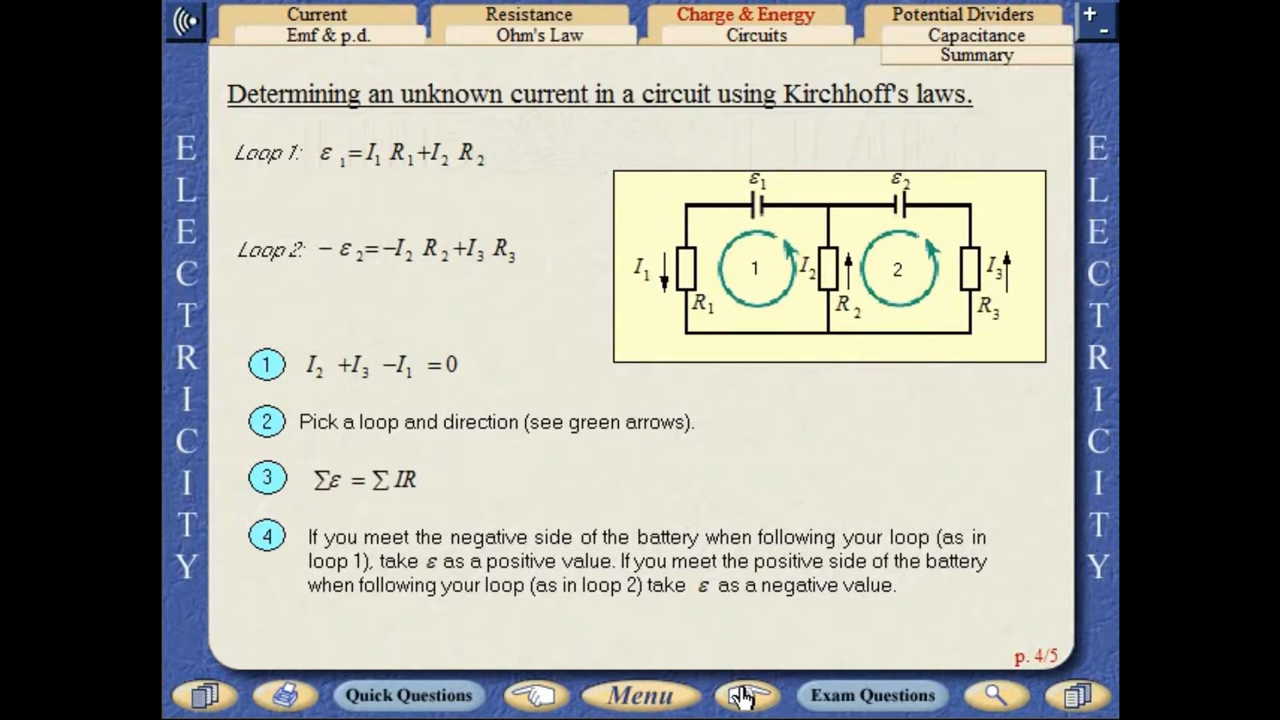 Current
Resistance
Charge & Energy
Potential Dividers
Emf & p.d.
Ohm's Law
Circuits
Capacitance
Summary
+
-
Determining an unknown current in a circuit using Kirchhoff's laws.
Loop 1: ε₁=I₁ R₁+I₂ R₂
Loop 2: − ε₂=−I₂ R₂+I₃ R₃
ε₁
ε₂
I₁
1
I₂
2
I₃
R₁
R₂
R₃
1 I₂ +I₃ −I₁ =0
2 Pick a loop and direction (see green arrows).
3 ∑ε = ∑ IR
4 If you meet the negative side of the battery when following your loop (as in
loop 1), take ε as a positive value. If you meet the positive side of the battery
when following your loop (as in loop 2) take ε as a negative value.
p. 4/5
ELECTRICITY
ELECTRICITY
Quick Questions
Menu
Exam Questions